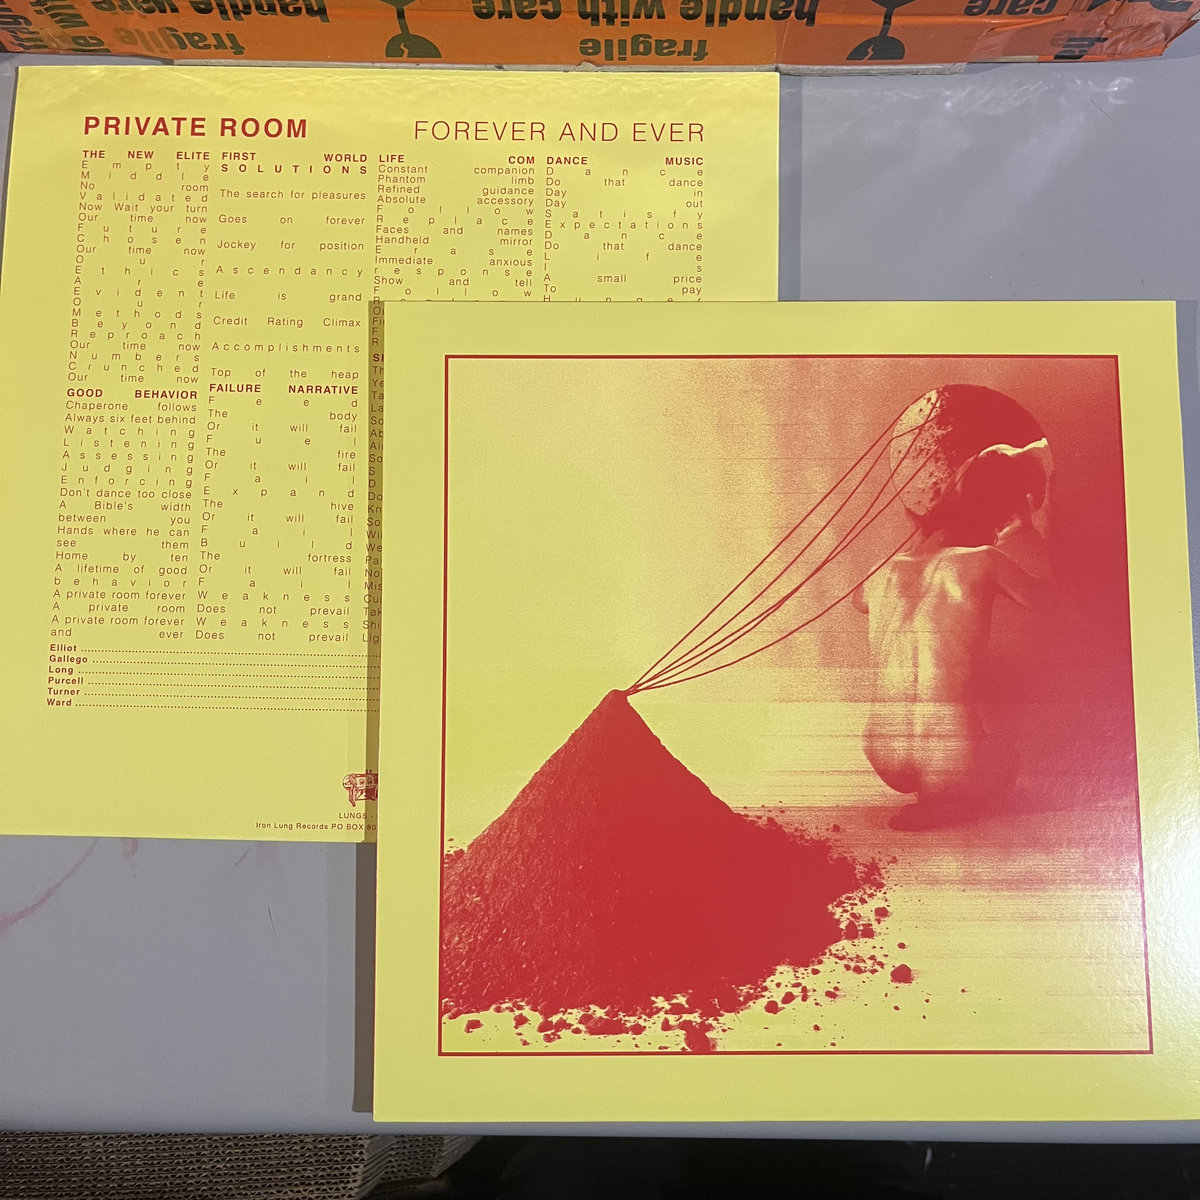 fragile
handle with care
handle with care
fragile
PRIVATE ROOM
FOREVER AND EVER
THE NEW ELITE
Empty
Middle
No room
Validated
Now Wait your turn
Our time now
Future
Chosen
Our time now
Our
Ethics
Are
Evident
Our
Methods
Beyond
Reproach
Our time now
Numbers
Crunched
Our time now
FIRST WORLD
SOLUTIONS
The search for pleasures
Goes on forever
Jockey for position
Ascendancy
Life is grand
Credit Rating Climax
Accomplishments
Top of the heap
LIFE COM
Constant companion
Phantom limb
Refined guidance
Absolute accessory
Follow
Replace
Faces and names
Handheld mirror
Erase
Immediate anxious
response
Show and tell
Follow
DANCE MUSIC
Dance
Do that dance
Day in
Day out
Satisfy
Expectations
Dance
Do that dance
Life
Is
A small price
To pay
Hunger
GOOD BEHAVIOR
Chaperone follows
Always six feet behind
Watching
Listening
Assessing
Judging
Enforcing
Don't dance too close
A Bible's width
between you
Hands where he can
see them
Home by ten
A lifetime of good
behavior
A private room forever
A private room
A private room forever
and ever
FAILURE NARRATIVE
Feed
The body
Or it will fail
Fuel
The fire
Or it will fail
Fail
Expand
The hive
Or it will fail
Fail
Build
The fortress
Or it will fail
Fail
Weakness
Does not prevail
Weakness
Does not prevail
Elliot
Gallego
Long
Purcell
Turner
Ward
LUNGS -
Iron Lung Records PO BOX 80